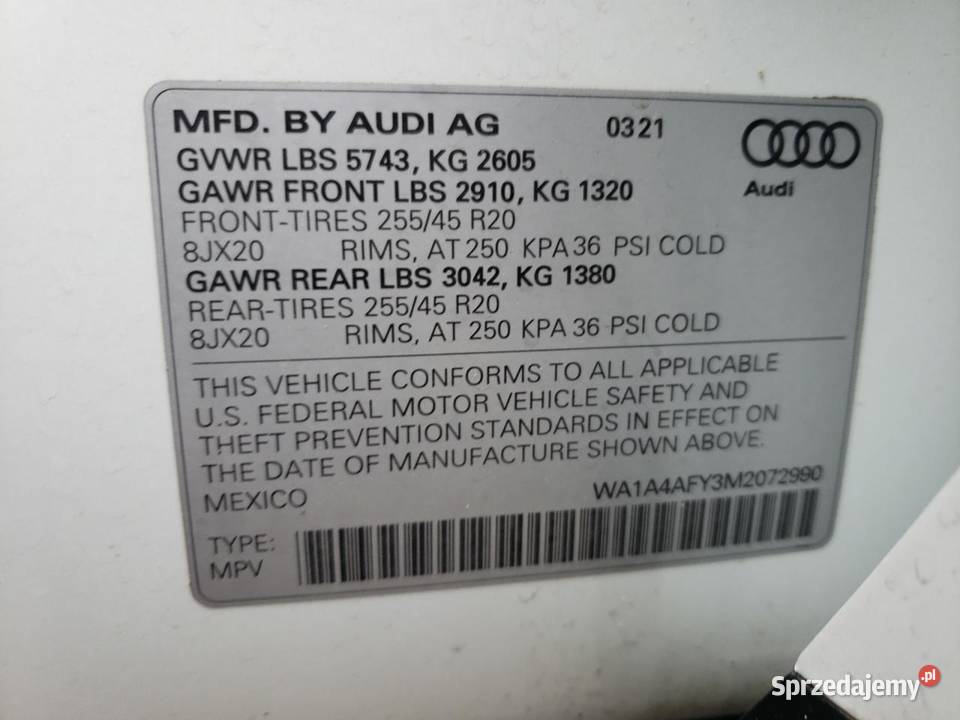 MFD. BY AUDI AG 0321
GVWR LBS 5743, KG 2605
GAWR FRONT LBS 2910, KG 1320
Audi
FRONT-TIRES 255/45 R20
8JX20 RIMS, AT 250 KPA 36 PSI COLD
GAWR REAR LBS 3042, KG 1380
REAR-TIRES 255/45 R20
8JX20 RIMS, AT 250 KPA 36 PSI COLD
THIS VEHICLE CONFORMS TO ALL APPLICABLE
U.S. FEDERAL MOTOR VEHICLE SAFETY AND
THEFT PREVENTION STANDARDS IN EFFECT ON
THE DATE OF MANUFACTURE SHOWN ABOVE.
MEXICO WA1A4AFY3M2072990
TYPE:
MPV
Sprzedajemy.pl